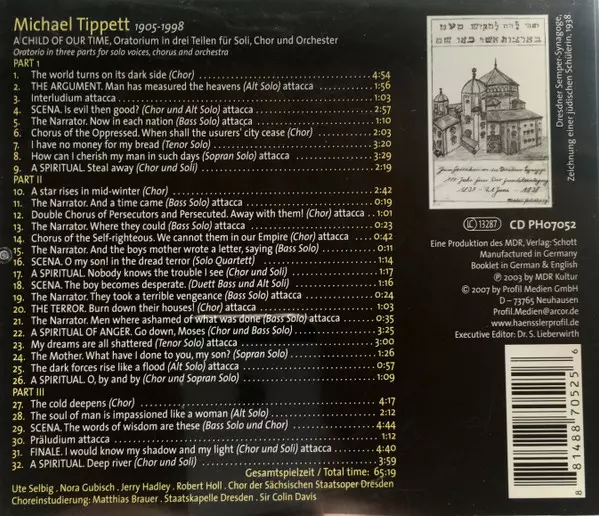 Michael Tippett 1905-1998
A CHILD OF OUR TIME, Oratorium in drei Teilen für Soli, Chor und Orchester
Oratorio in three parts for solo voices, chorus and orchestra
PART 1
1. The world turns on its dark side (Chor) 4:54
2. THE ARGUMENT. Man has measured the heavens (Alt Solo) attacca 1:56
3. Interludium attacca 1:03
4. SCENA. Is evil then good? (Chor und Alt Solo) attacca 2:57
5. The Narrator. Now in each nation (Bass Solo) attacca 1:10
6. Chorus of the Oppressed. When shall the usurers' city cease (Chor) 2:03
7. I have no money for my bread (Tenor Solo) 3:20
8. How can I cherish my man in such days (Sopran Solo) attacca 3:29
9. A SPIRITUAL. Steal away (Chor und Soli) 2:19
PART II
10. A star rises in mid-winter (Chor) 2:42
11. The Narrator. And a time came (Bass Solo) attacca 0:19
12. Double Chorus of Persecutors and Persecuted. Away with them! (Chor) attacca 1:01
13. The Narrator. Where they could (Bass Solo) attacca 0:23
14. Chorus of the Self-righteous. We cannot them in our Empire (Chor) attacca 0:42
15. The Narrator. And the boys mother wrote a letter, saying (Bass Solo) 0:11
16. SCENA. O my son! in the dread terror (Solo Quartett) 1:14
17. A SPIRITUAL. Nobody knows the trouble I see (Chor und Soli) 1:17
18. SCENA. The boy becomes desperate. (Duett Bass und Alt Soli) 1:16
19. The Narrator. They took a terrible vengeance (Bass Solo) attacca 0:24
20. THE TERROR. Burn down their houses! (Chor) attacca 1:03
21. The Narrator. Men where ashamed of what was done (Bass Solo) attacca 0:35
22. A SPIRITUAL OF ANGER. Go down, Moses (Chor und Bass Solo) 3:25
23. My dreams are all shattered (Tenor Solo) attacca 3:00
24. The Mother. What have I done to you, my son? (Sopran Solo) 1:26
25. The dark forces rise like a flood (Alt Solo) attacca 0:57
26. A SPIRITUAL. O, by and by (Chor und Sopran Solo) 1:09
PART III
27. The cold deepens (Chor) 4:17
28. The soul of man is impassioned like a woman (Alt Solo) 2:12
29. SCENA. The words of wisdom are these (Bass Solo und Chor) 4:44
30. Präludium attacca 1:12
31. FINALE. I would know my shadow and my light (Chor und Soli) attacca 4:40
32. A SPIRITUAL. Deep river (Chor und Soli) 3:59
Gesamtspielzeit / Total time: 65:19
Ute Selbig . Nora Gubisch . Jerry Hadley . Robert Holl . Chor der Sächsischen Staatsoper Dresden
Choreinstudierung: Matthias Brauer . Staatskapelle Dresden . Sir Colin Davis
Dresdner Semper-Synagoge,
Zeichnung einer jüdischen Schülerin, 1938.
LC 13287 CD PH07052
Eine Produktion des MDR, Verlag: Schott
Manufactured in Germany
Booklet in German & English
℗ 2003 by MDR Kultur
© 2007 by Profil Medien GmbH
D – 73765 Neuhausen
Profil.Medien@arcor.de
www.haensslerprofil.de
Executive Editor: Dr. S. Lieberwirth
8 81488 70525 6